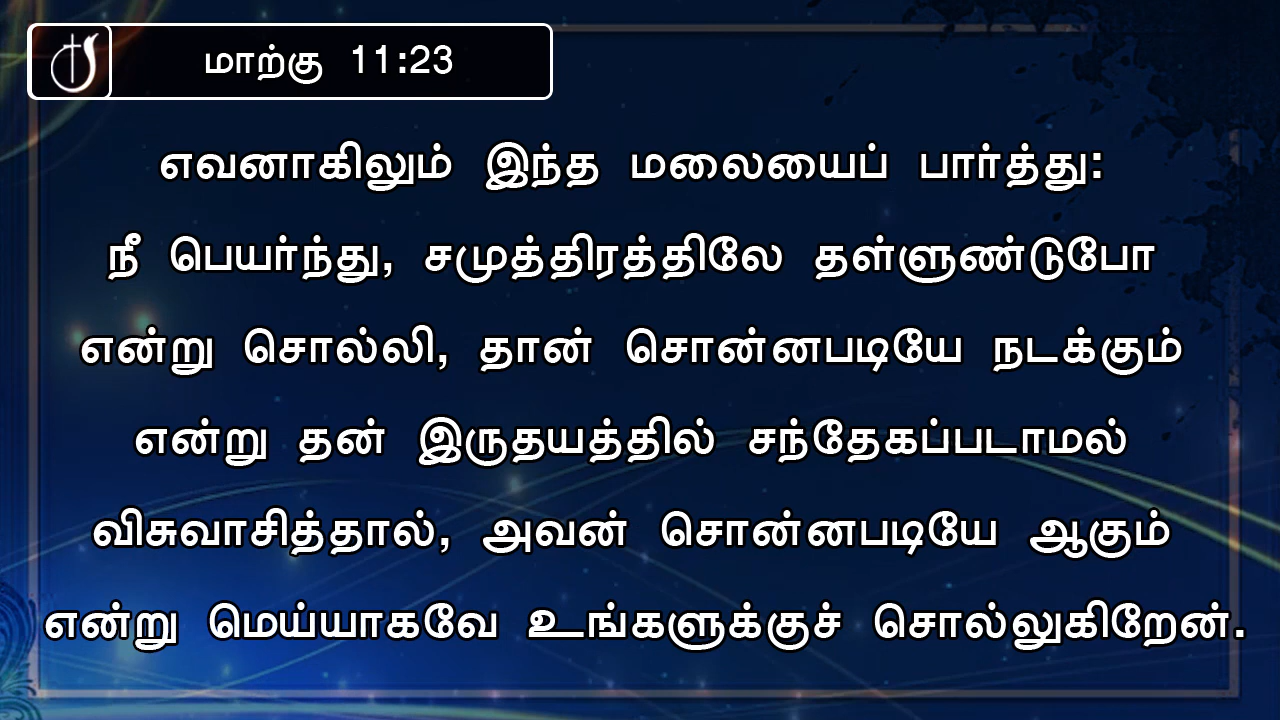 மாற்கு 11:23
எவனாகிலும் இந்த மலையைப் பார்த்து:
நீ பெயர்ந்து, சமுத்திரத்திலே தள்ளுண்டுபோ
என்று சொல்லி, தான் சொன்னபடியே நடக்கும்
என்று தன் இருதயத்தில் சந்தேகப்படாமல்
விசுவாசித்தால், அவன் சொன்னபடியே ஆகும்
என்று மெய்யாகவே உங்களுக்குச் சொல்லுகிறேன்.